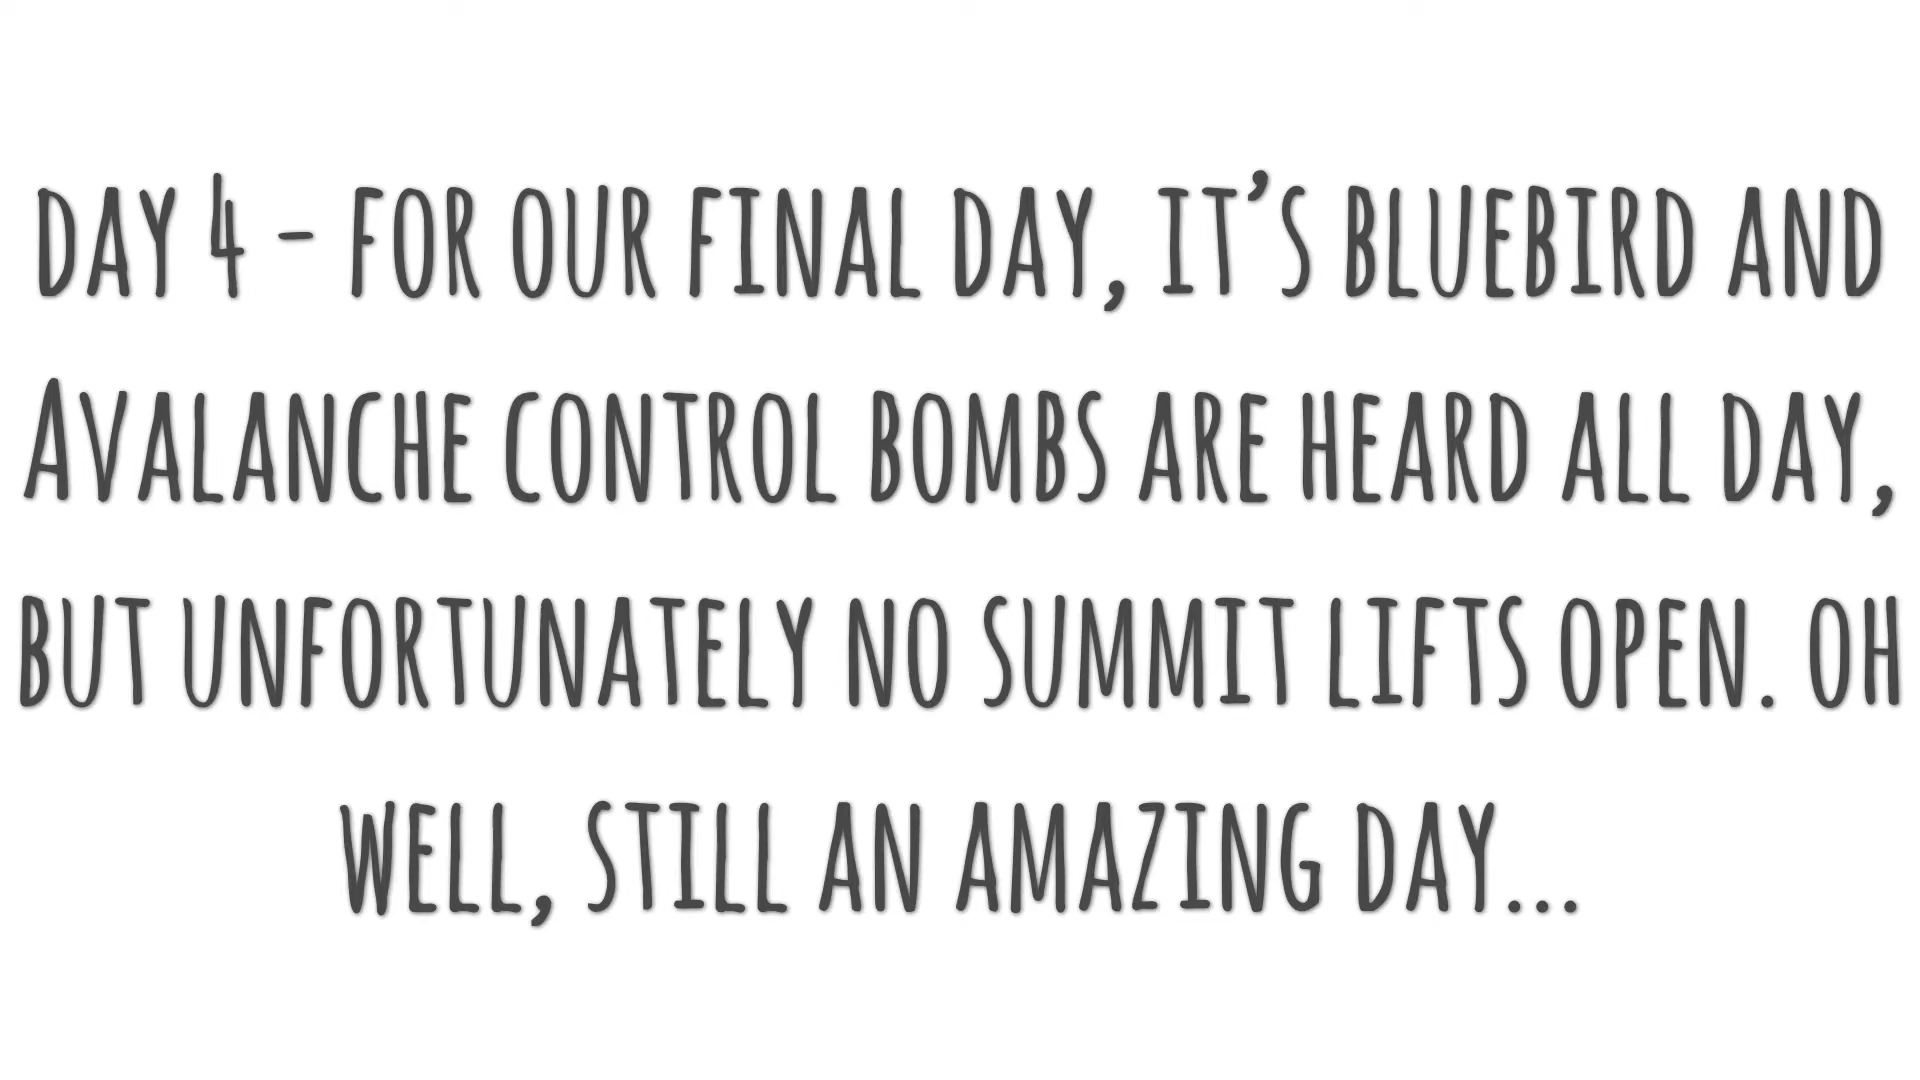 DAY 4 - FOR OUR FINAL DAY, IT’S BLUEBIRD AND
AVALANCHE CONTROL BOMBS ARE HEARD ALL DAY,
BUT UNFORTUNATELY NO SUMMIT LIFTS OPEN. OH
WELL, STILL AN AMAZING DAY...